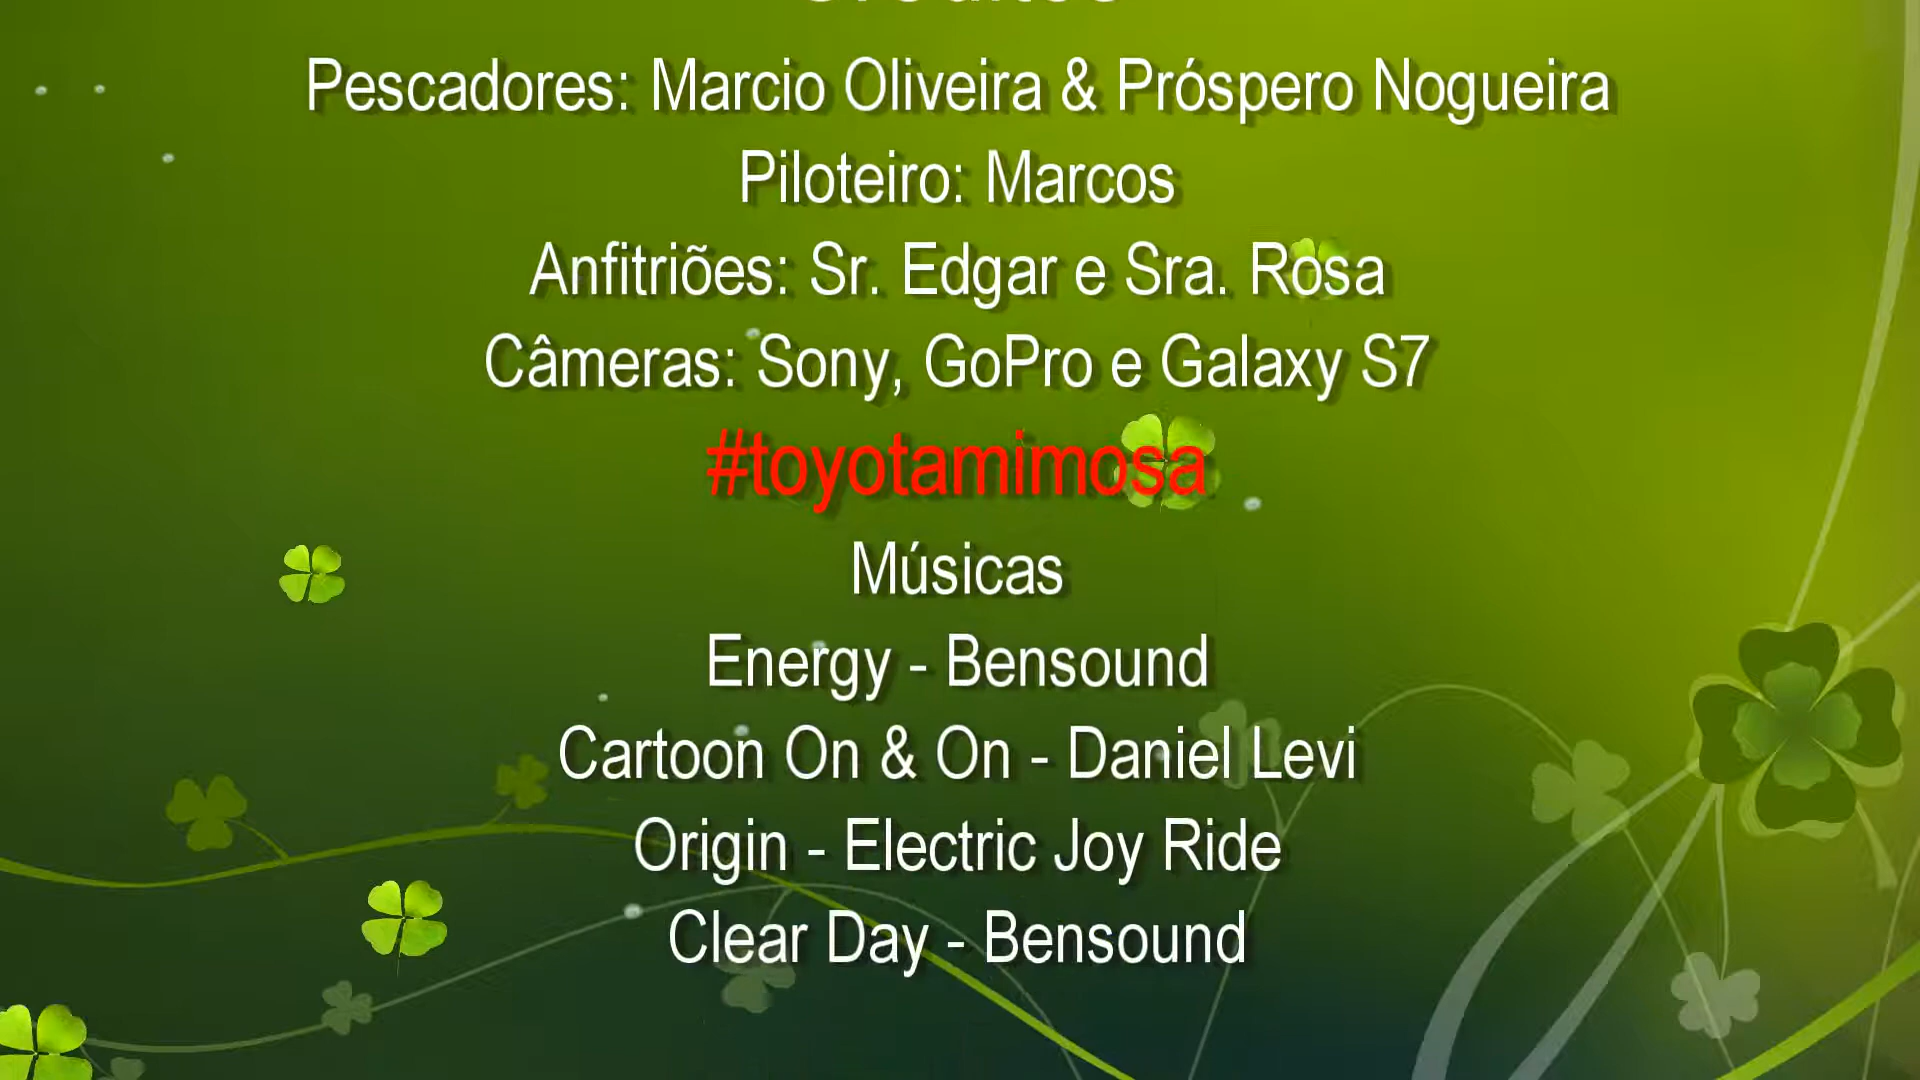 Pescadores: Marcio Oliveira & Próspero Nogueira
Piloteiro: Marcos
Anfitriões: Sr. Edgar e Sra. Rosa
Câmeras: Sony, GoPro e Galaxy S7
#toyotamimosa
Músicas
Energy - Bensound
Cartoon On & On - Daniel Levi
Origin - Electric Joy Ride
Clear Day - Bensound